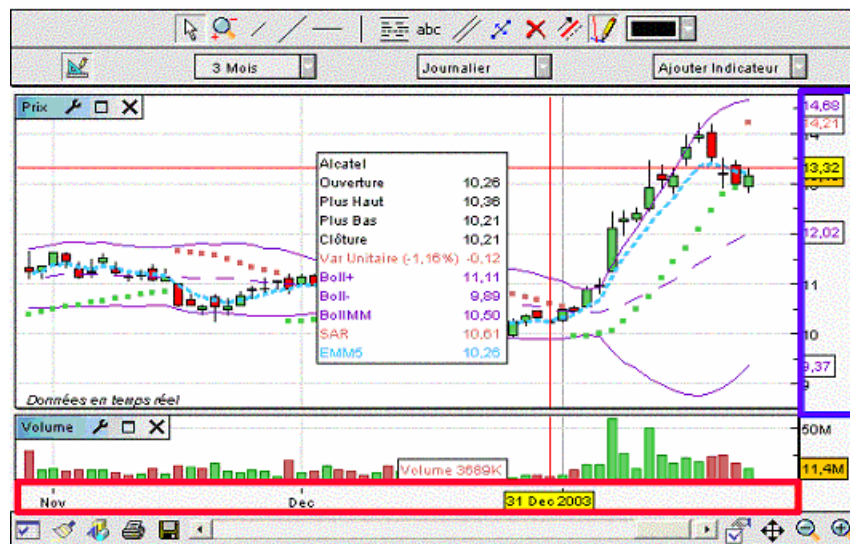 abc
3 Mois Journalier Ajouter Indicateur
Prix
14,68
14,21
14
13,32
12,02
11
10
9,37
9
Alcatel
Ouverture 10,26
Plus Haut 10,36
Plus Bas 10,21
Clôture 10,21
Var Unitaire (-1,16%) -0,12
Boll+ 11,11
Boll- 9,89
BollMM 10,50
SAR 10,61
EMM5 10,26
Données en temps réel
Volume
50M
Volume 3689K
11,4M
Nov Dec 31 Dec 2003